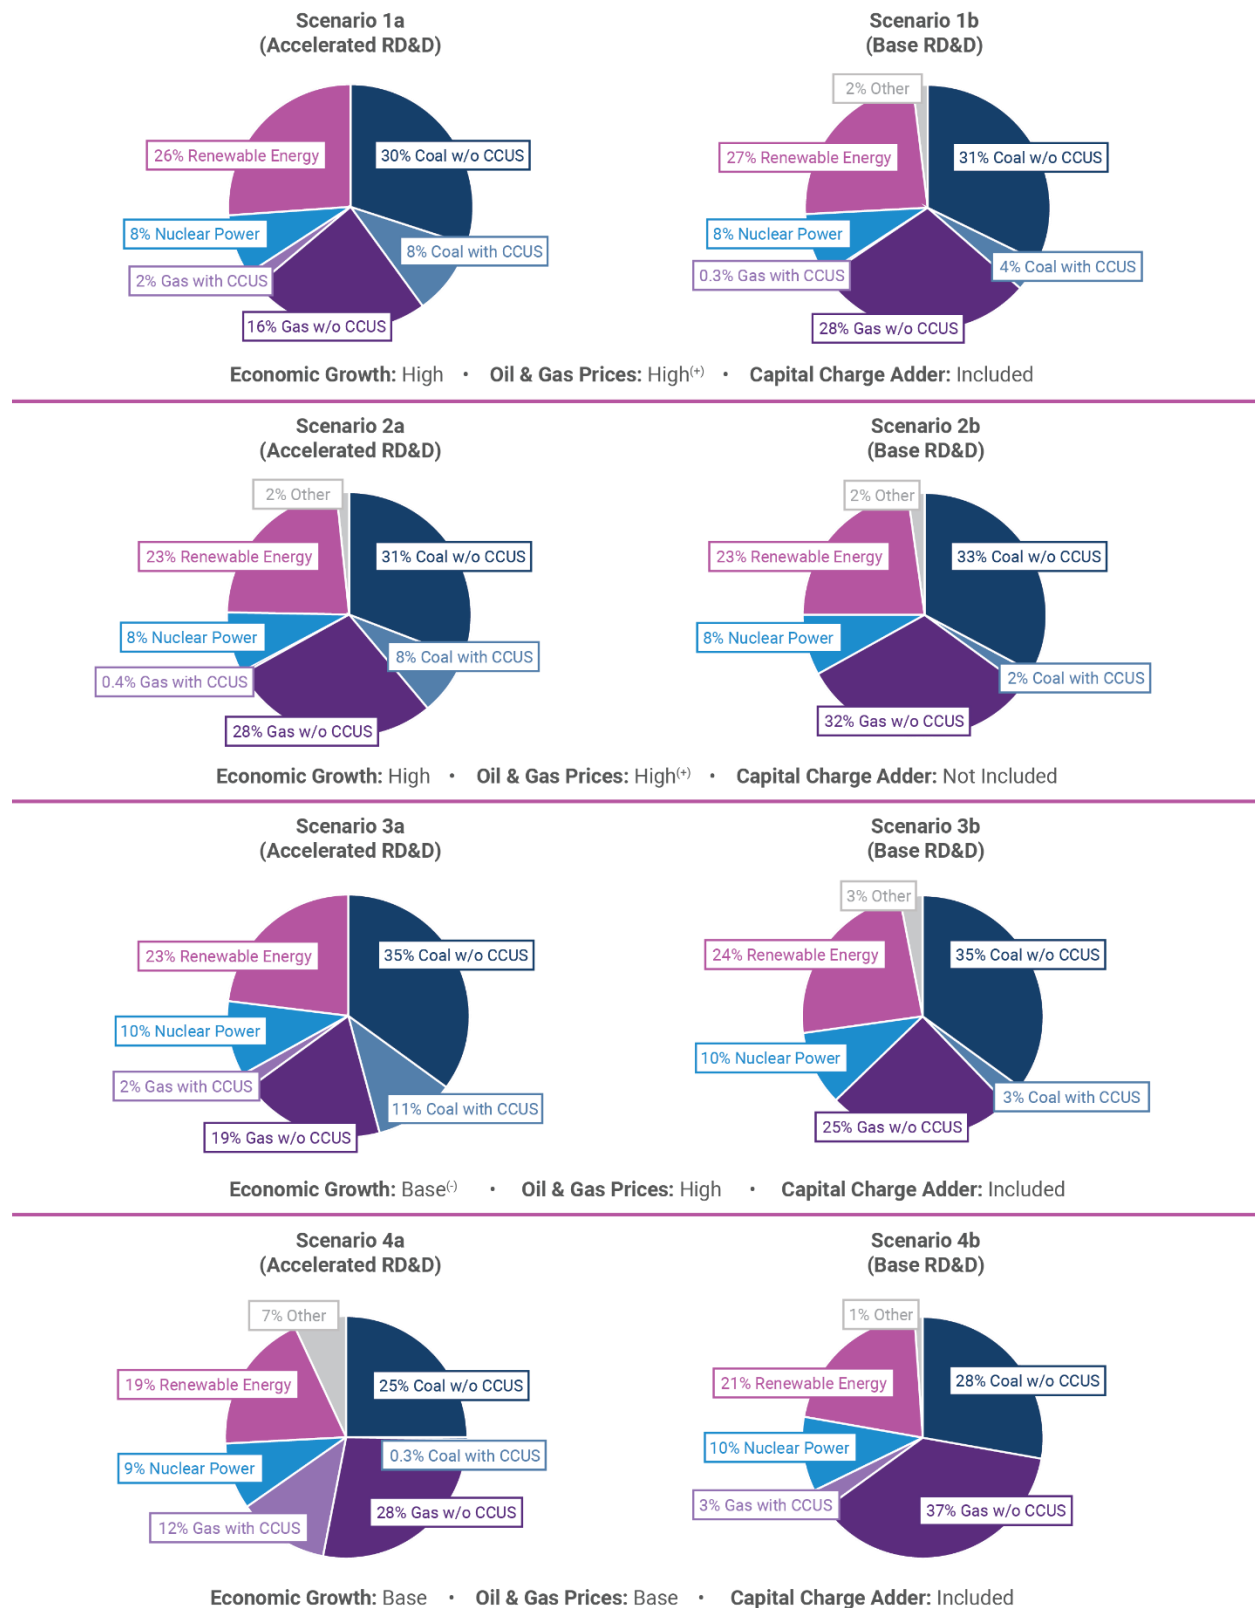 Scenario 1a
(Accelerated RD&D)
26% Renewable Energy
30% Coal w/o CCUS
8% Nuclear Power
8% Coal with CCUS
2% Gas with CCUS
16% Gas w/o CCUS
Scenario 1b
(Base RD&D)
2% Other
27% Renewable Energy
31% Coal w/o CCUS
8% Nuclear Power
4% Coal with CCUS
0.3% Gas with CCUS
28% Gas w/o CCUS
Economic Growth: High • Oil & Gas Prices: High(+) • Capital Charge Adder: Included
Scenario 2a
(Accelerated RD&D)
2% Other
23% Renewable Energy
31% Coal w/o CCUS
8% Nuclear Power
8% Coal with CCUS
0.4% Gas with CCUS
28% Gas w/o CCUS
Scenario 2b
(Base RD&D)
2% Other
23% Renewable Energy
33% Coal w/o CCUS
8% Nuclear Power
2% Coal with CCUS
32% Gas w/o CCUS
Economic Growth: High • Oil & Gas Prices: High(+) • Capital Charge Adder: Not Included
Scenario 3a
(Accelerated RD&D)
23% Renewable Energy
35% Coal w/o CCUS
10% Nuclear Power
2% Gas with CCUS
11% Coal with CCUS
19% Gas w/o CCUS
Scenario 3b
(Base RD&D)
3% Other
24% Renewable Energy
35% Coal w/o CCUS
10% Nuclear Power
3% Coal with CCUS
25% Gas w/o CCUS
Economic Growth: Base(-) • Oil & Gas Prices: High • Capital Charge Adder: Included
Scenario 4a
(Accelerated RD&D)
7% Other
19% Renewable Energy
25% Coal w/o CCUS
0.3% Coal with CCUS
9% Nuclear Power
28% Gas w/o CCUS
12% Gas with CCUS
Scenario 4b
(Base RD&D)
1% Other
21% Renewable Energy
28% Coal w/o CCUS
10% Nuclear Power
3% Gas with CCUS
37% Gas w/o CCUS
Economic Growth: Base • Oil & Gas Prices: Base • Capital Charge Adder: Included